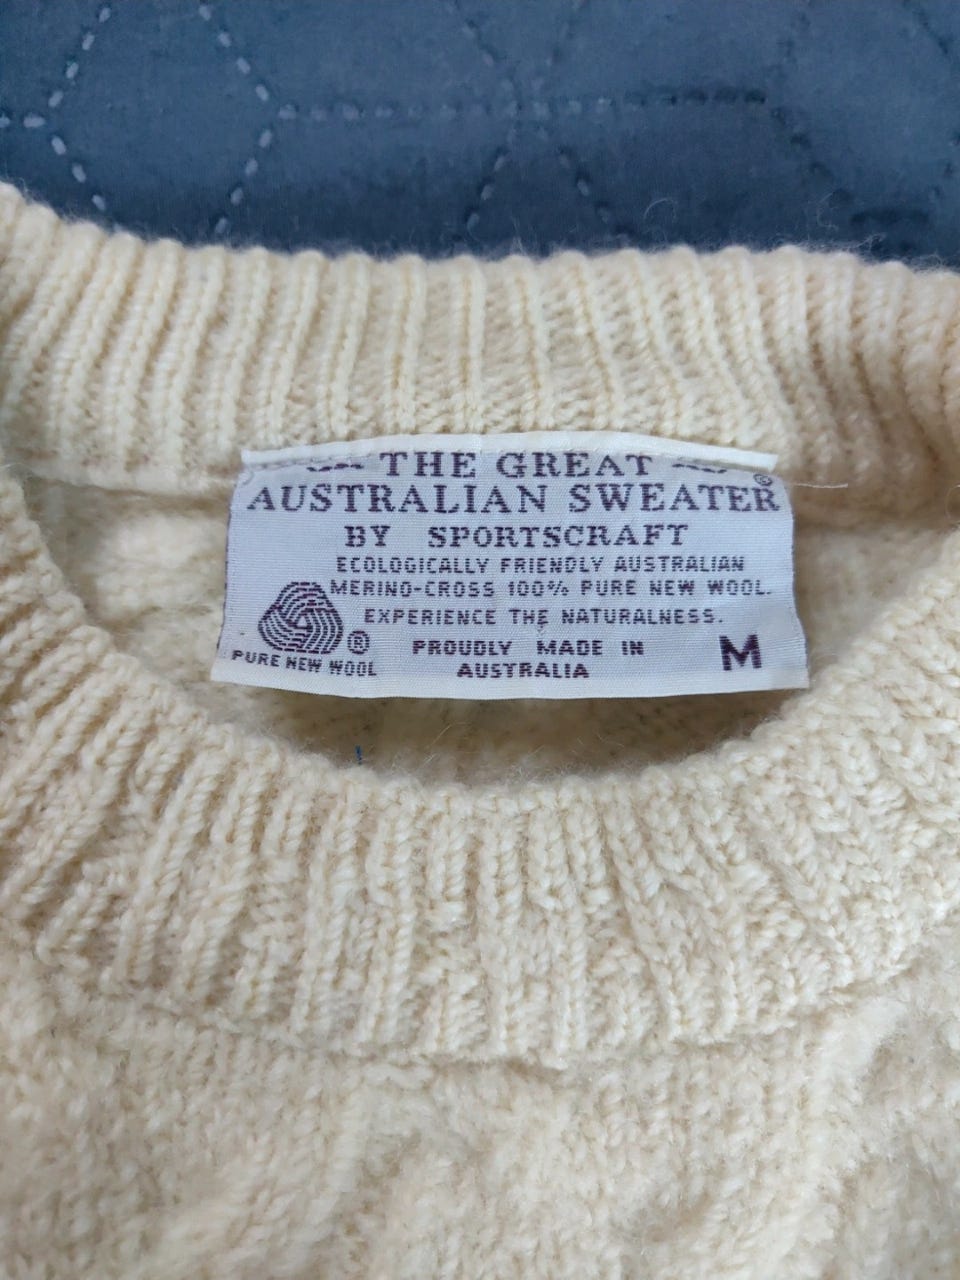 THE GREAT
AUSTRALIAN SWEATER®
BY SPORTSCRAFT
ECOLOGICALLY FRIENDLY AUSTRALIAN
MERINO-CROSS 100% PURE NEW WOOL.
EXPERIENCE THE NATURALNESS.
®
PURE NEW WOOL
PROUDLY MADE IN
AUSTRALIA
M